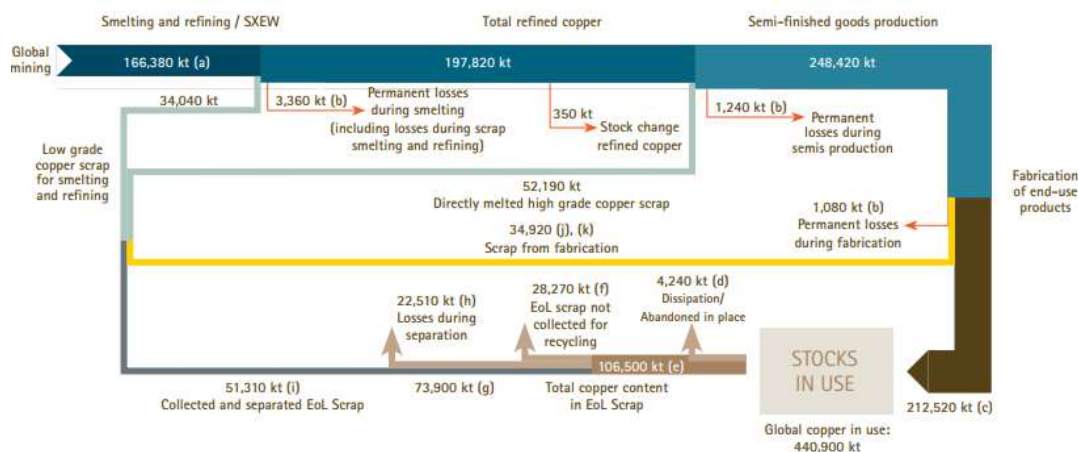 Smelting and refining / SXEW
Total refined copper
Semi-finished goods production
Global
mining
166,380 kt (a)
197,820 kt
248,420 kt
34,040 kt
3,360 kt (b)
Permanent losses
during smelting
(including losses during scrap
smelting and refining)
350 kt
Stock change
refined copper
1,240 kt (b)
Permanent
losses during
semis production
Low grade
copper scrap
for smelting
and refining
52,190 kt
Directly melted high grade copper scrap
Fabrication
of end-use
products
1,080 kt (b)
Permanent losses
during fabrication
34,920 (j), (k)
Scrap from fabrication
22,510 kt (h)
Losses during
separation
28,270 kt (f)
EoL scrap not
collected for
recycling
4,240 kt (d)
Dissipation/
Abandoned in place
106,500 kt (e)
STOCKS
IN USE
51,310 kt (i)
Collected and separated EoL Scrap
73,900 kt (g)
Total copper content
in EoL Scrap
212,520 kt (c)
Global copper in use:
440,900 kt